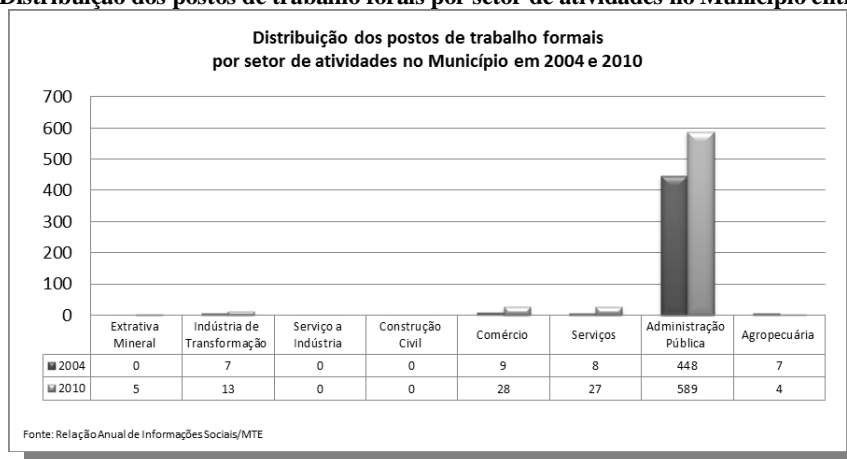 Distribuição dos postos de trabalho forais por setor de atividades no Município
Distribuição dos postos de trabalho formais
por setor de atividades no Município em 2004 e 2010
700
600
500
400
300
200
100
0
Extrativa Mineral Indústria de Transformação Serviço a Indústria Construção Civil Comércio Serviços Administração Pública Agropecuária
2004 0 7 0 0 9 8 448 7
2010 5 13 0 0 28 27 589 4
Fonte: Relação Anual de Informações Sociais/MTE